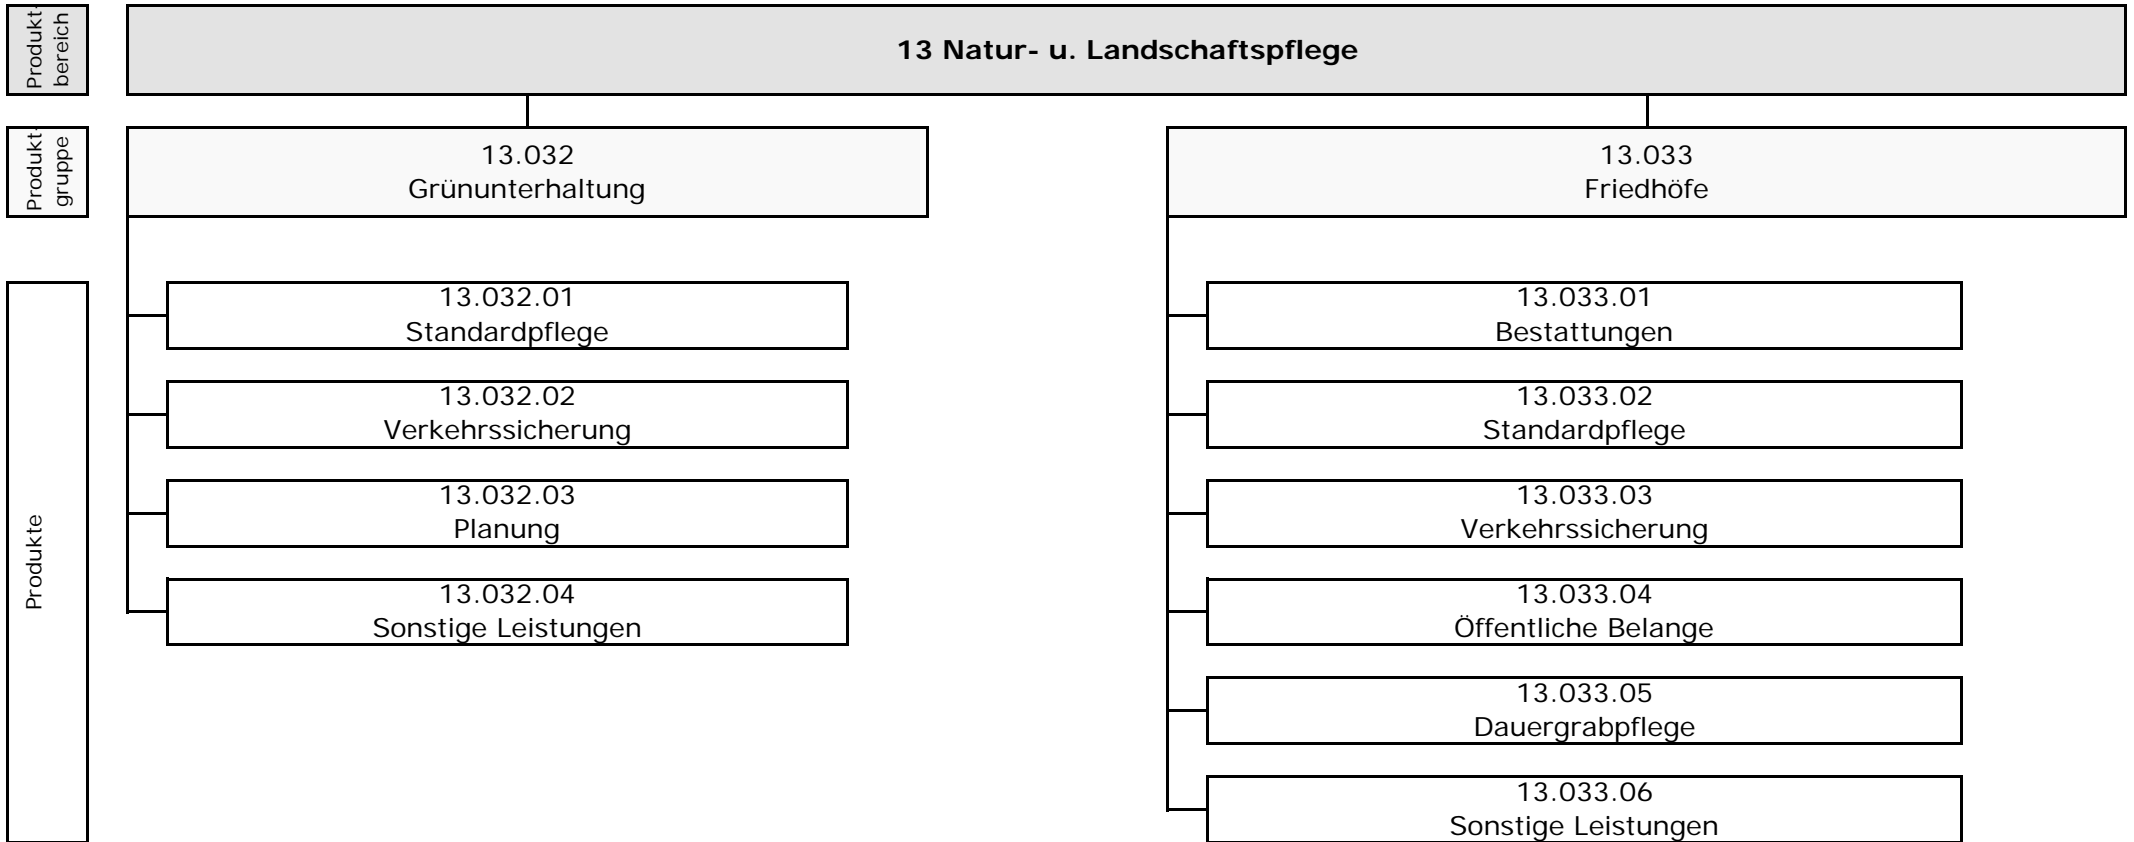 Produkt-
bereich
13 Natur- u. Landschaftspflege
Produkt-
gruppe
13.032
Grünunterhaltung
13.033
Friedhöfe
Produkte
13.032.01
Standardpflege
13.032.02
Verkehrssicherung
13.032.03
Planung
13.032.04
Sonstige Leistungen
13.033.01
Bestattungen
13.033.02
Standardpflege
13.033.03
Verkehrssicherung
13.033.04
Öffentliche Belange
13.033.05
Dauergrabpflege
13.033.06
Sonstige Leistungen